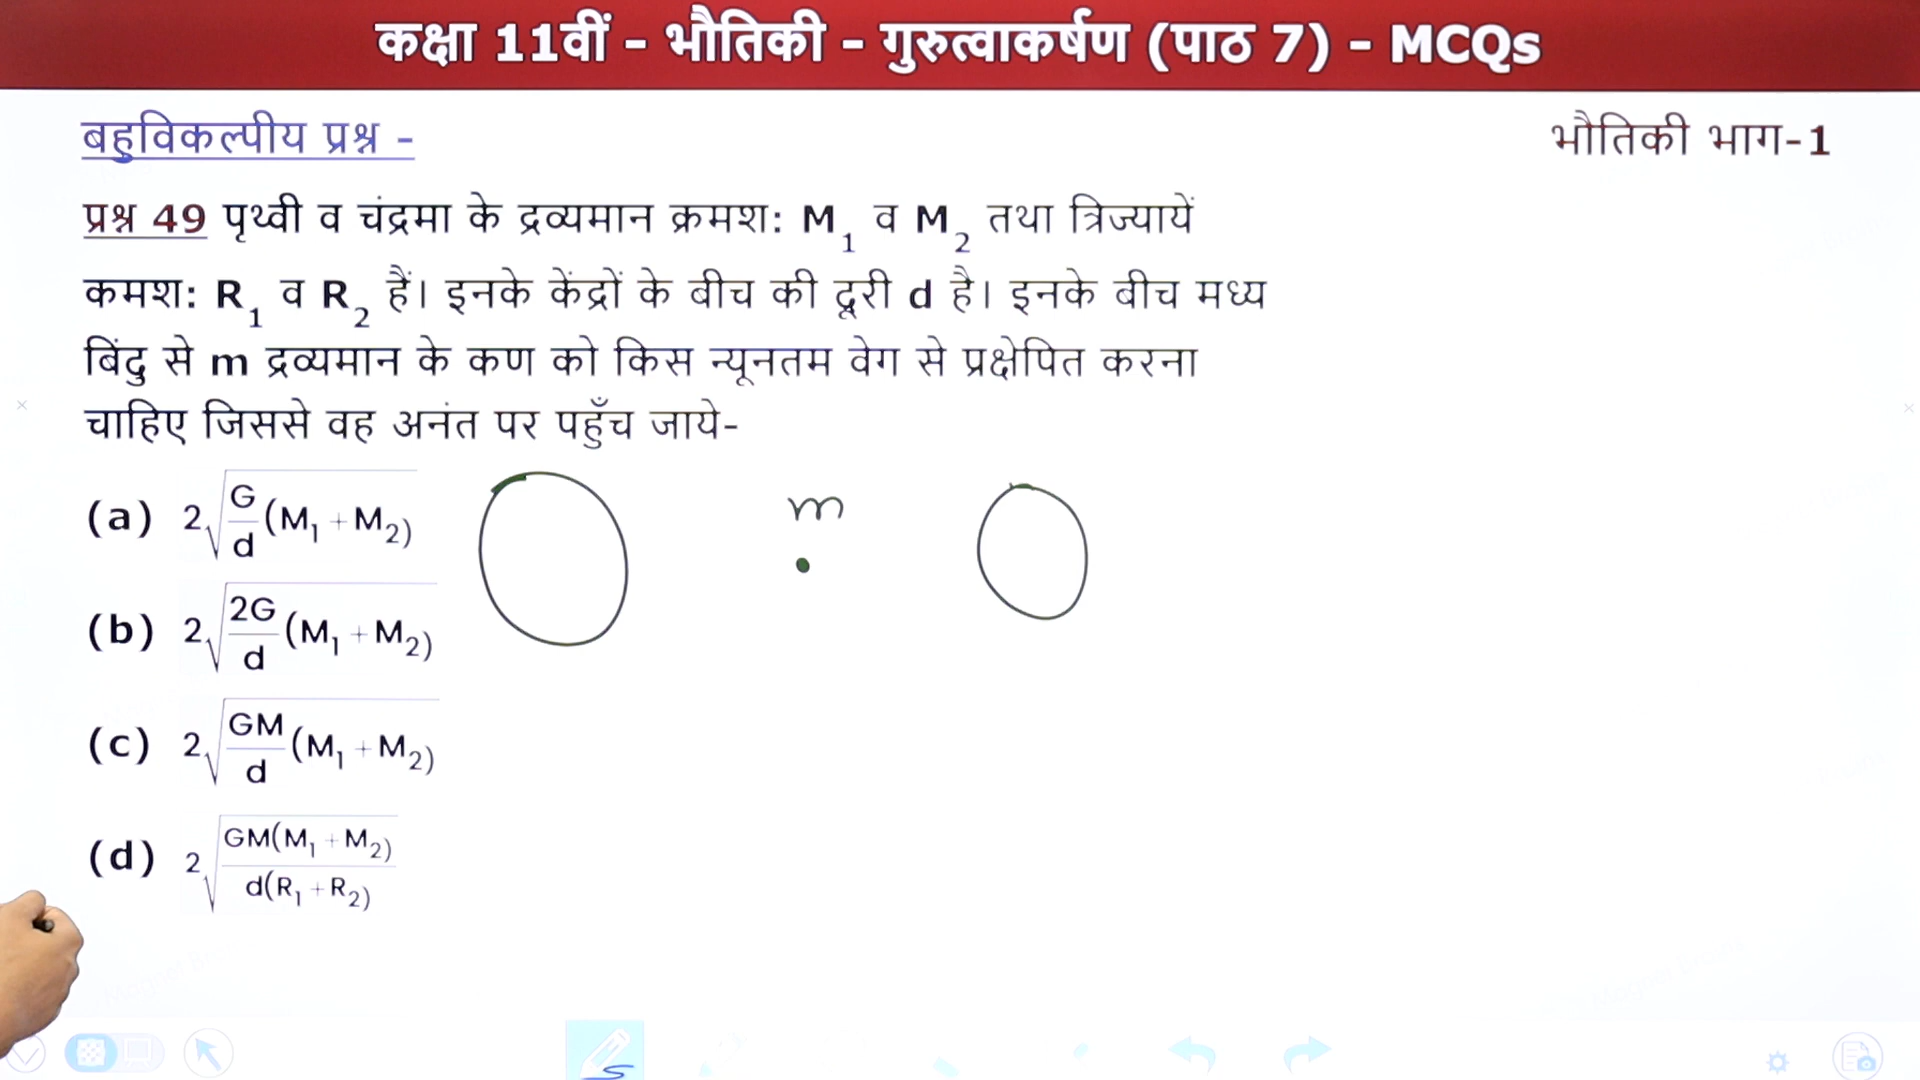 कक्षा 11वीं - भौतिकी - गुरुत्वाकर्षण (पाठ 7) - MCQs
बहुविकल्पीय प्रश्न -
भौतिकी भाग-1
प्रश्न 49 पृथ्वी व चंद्रमा के द्रव्यमान क्रमश: M₁ व M₂ तथा त्रिज्यायें
कमश: R₁ व R₂ हैं। इनके केंद्रों के बीच की दूरी d है। इनके बीच मध्य
बिंदु से m द्रव्यमान के कण को किस न्यूनतम वेग से प्रक्षेपित करना
चाहिए जिससे वह अनंत पर पहुँच जाये-
(a) 2√(G/d)(M₁ + M₂)
m
(b) 2√(2G/d)(M₁ + M₂)
(c) 2√(GM/d)(M₁ + M₂)
(d) 2√(GM(M₁ + M₂)/d(R₁ + R₂))